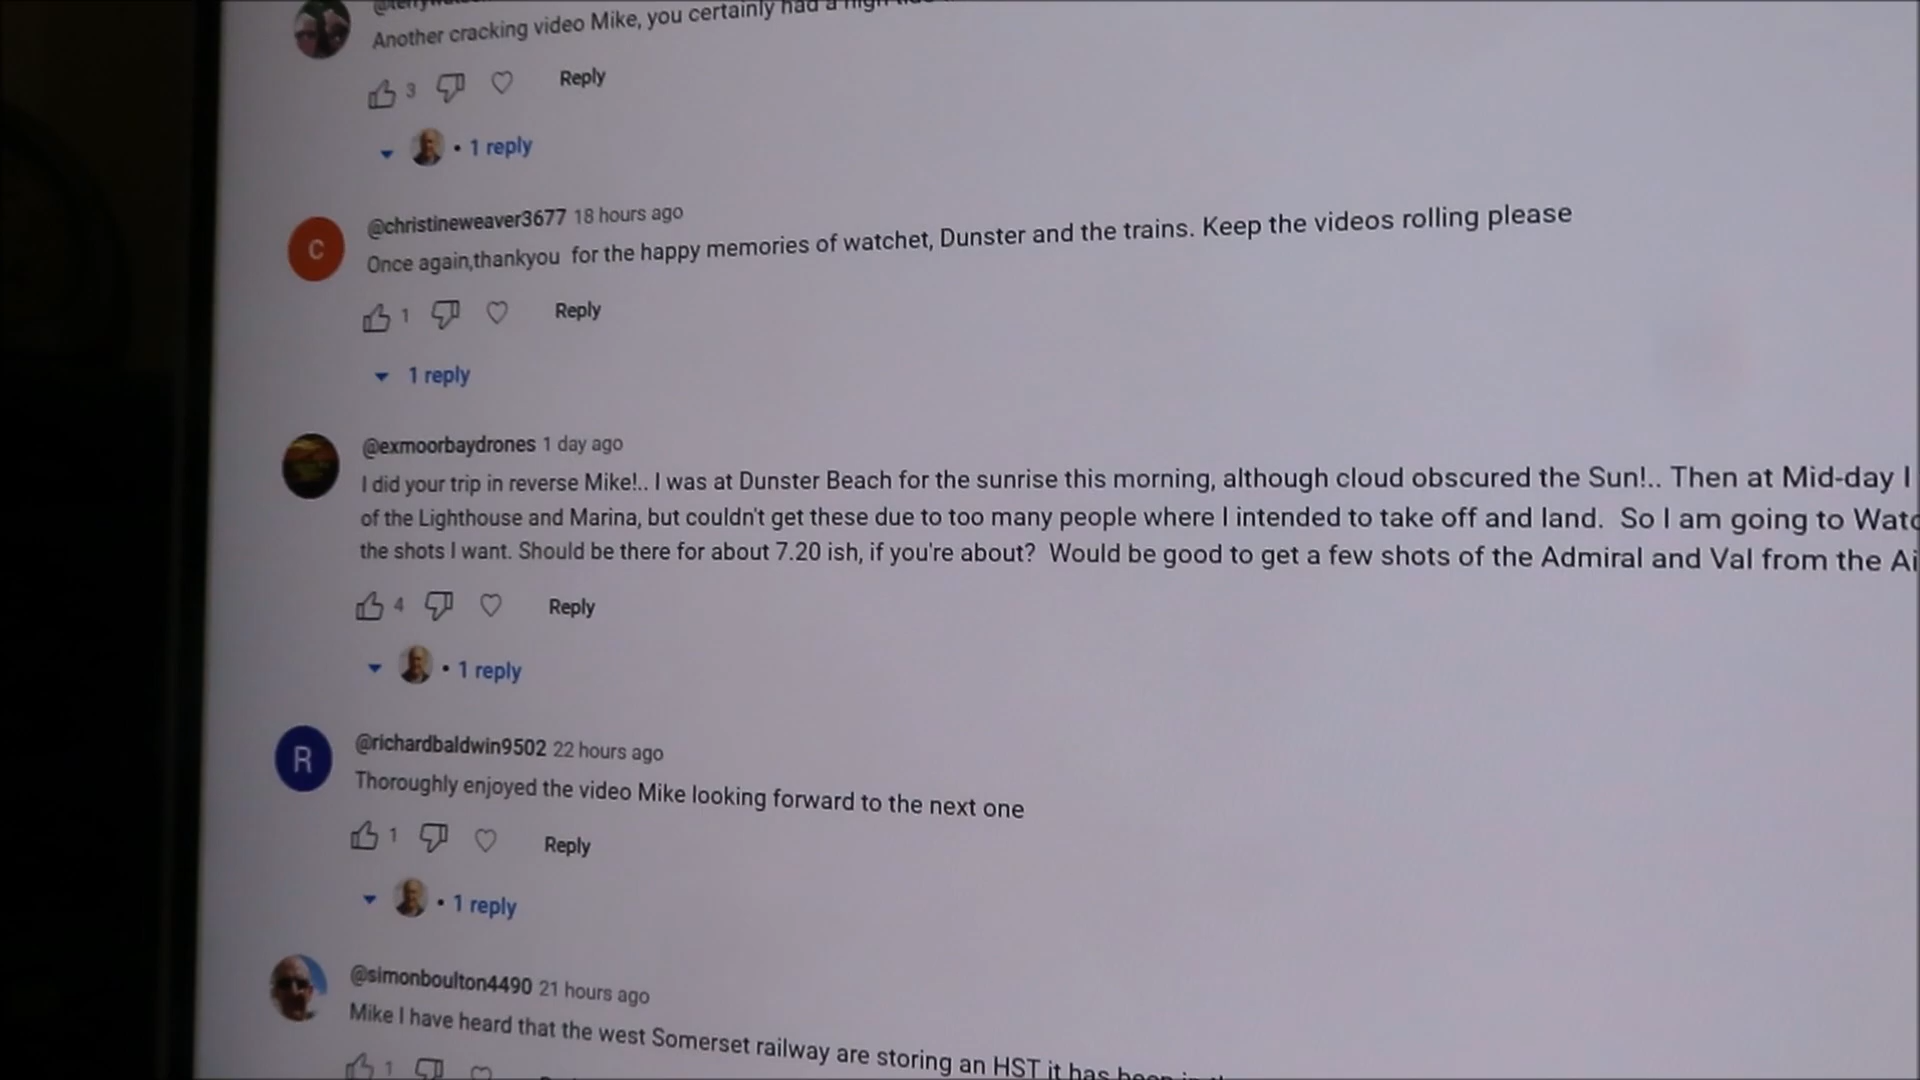 Another cracking video Mike, you certainly had a high
3
Reply
• 1 reply
@christineweaver3677 18 hours ago
C
Once again,thankyou for the happy memories of watchet, Dunster and the trains. Keep the videos rolling please
1
Reply
1 reply
@exmoorbaydrones 1 day ago
I did your trip in reverse Mike!.. I was at Dunster Beach for the sunrise this morning, although cloud obscured the Sun!.. Then at Mid-day I
of the Lighthouse and Marina, but couldn't get these due to too many people where I intended to take off and land. So I am going to Watc
the shots I want. Should be there for about 7.20 ish, if you're about? Would be good to get a few shots of the Admiral and Val from the Ai
4
Reply
• 1 reply
@richardbaldwin9502 22 hours ago
R
Thoroughly enjoyed the video Mike looking forward to the next one
1
Reply
• 1 reply
@simonboulton4490 21 hours ago
Mike I have heard that the west Somerset railway are storing an HST it has been
1